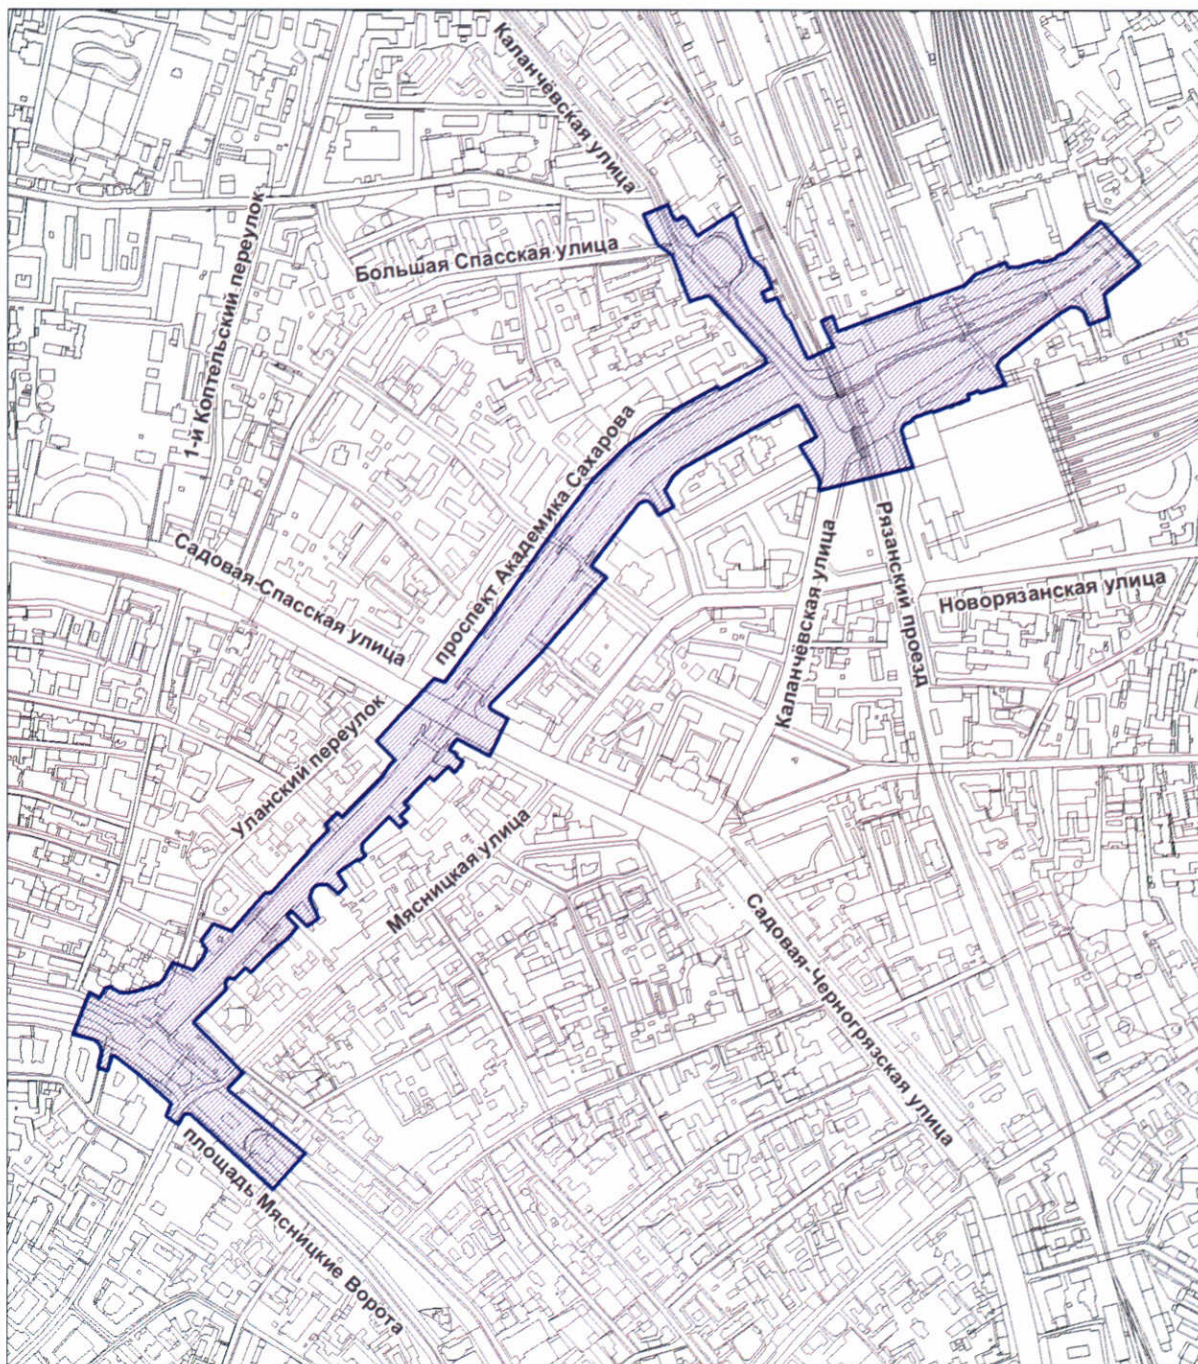 Каланчёвская улица
1-й Коптельский переулок
Большая Спасская улица
проспект Академика Сахарова
Садовая-Спасская улица
Рязанский проезд
Каланчёвская улица
Новорязанская улица
Уланский переулок
Мясницкая улица
Садовая-Черногрязская улица
площадь Мясницкие Ворота